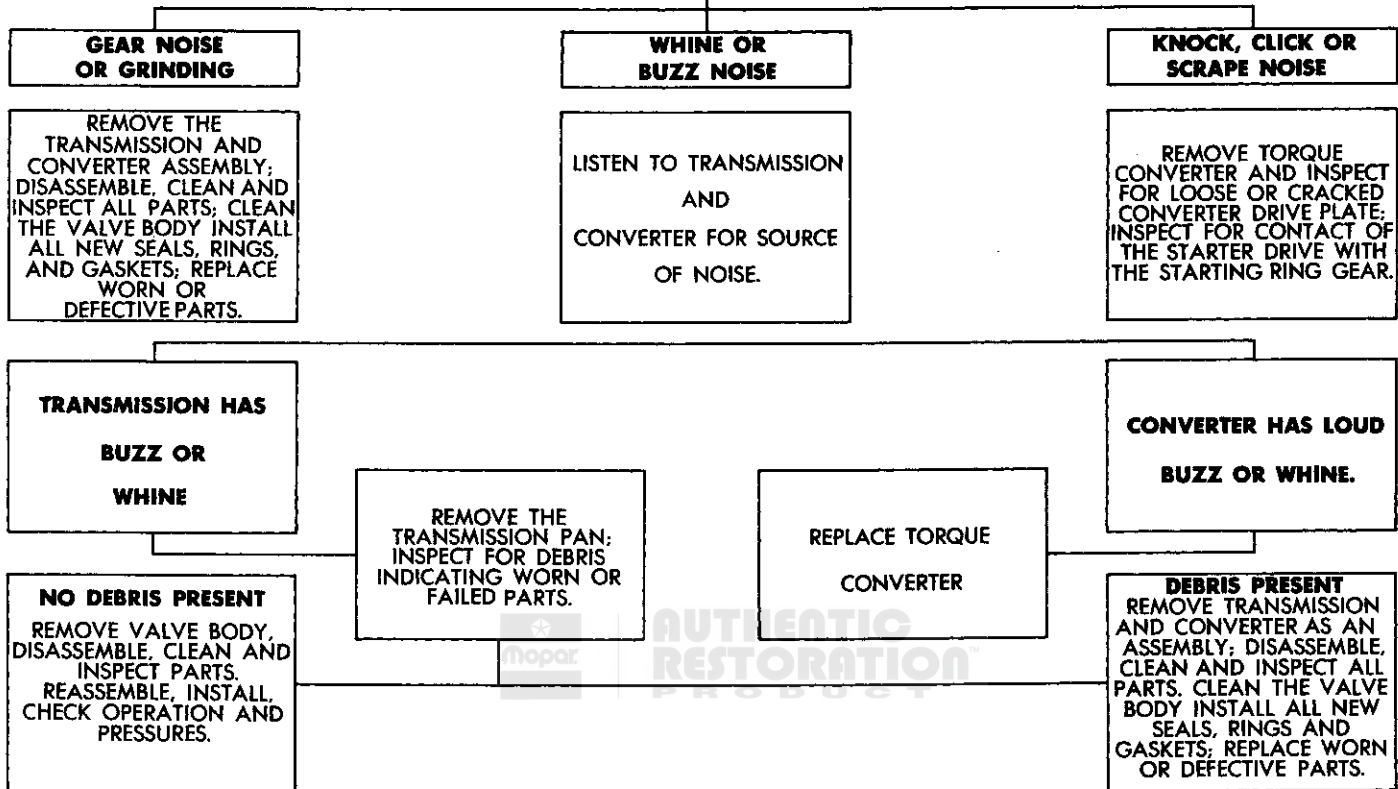 GEAR NOISE
OR GRINDING
WHINE OR
BUZZ NOISE
KNOCK, CLICK OR
SCRAPE NOISE
REMOVE THE
TRANSMISSION AND
CONVERTER ASSEMBLY;
DISASSEMBLE, CLEAN AND
INSPECT ALL PARTS; CLEAN
THE VALVE BODY INSTALL
ALL NEW SEALS, RINGS,
AND GASKETS; REPLACE
WORN OR
DEFECTIVE PARTS.
LISTEN TO TRANSMISSION
AND
CONVERTER FOR SOURCE
OF NOISE.
REMOVE TORQUE
CONVERTER AND INSPECT
FOR LOOSE OR CRACKED
CONVERTER DRIVE PLATE;
INSPECT FOR CONTACT OF
THE STARTER DRIVE WITH
THE STARTING RING GEAR.
TRANSMISSION HAS
BUZZ OR
WHINE
CONVERTER HAS LOUD
BUZZ OR WHINE.
REMOVE THE
TRANSMISSION PAN;
INSPECT FOR DEBRIS
INDICATING WORN OR
FAILED PARTS.
REPLACE TORQUE
CONVERTER
NO DEBRIS PRESENT
REMOVE VALVE BODY,
DISASSEMBLE, CLEAN AND
INSPECT PARTS.
REASSEMBLE, INSTALL,
CHECK OPERATION AND
PRESSURES.
DEBRIS PRESENT
REMOVE TRANSMISSION
AND CONVERTER AS AN
ASSEMBLY; DISASSEMBLE,
CLEAN AND INSPECT ALL
PARTS. CLEAN THE VALVE
BODY INSTALL ALL NEW
SEALS, RINGS AND
GASKETS; REPLACE WORN
OR DEFECTIVE PARTS.
Mopar
AUTHENTIC
RESTORATION™
PRODUCT